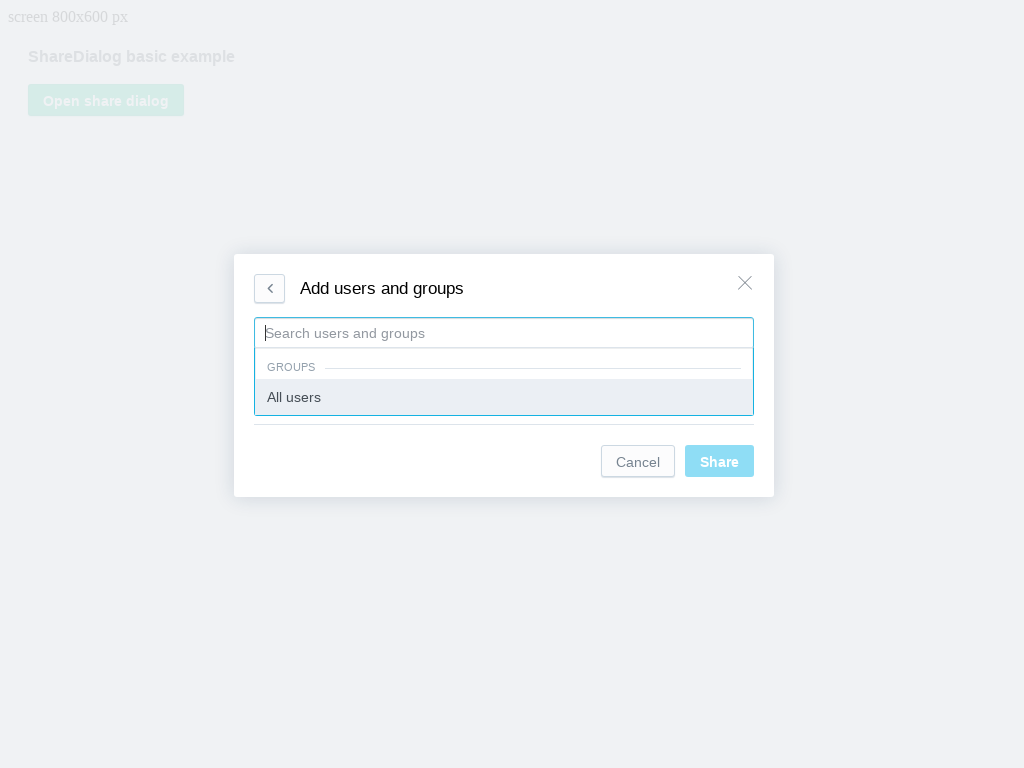 screen 800x600 px
ShareDialog basic example
Open share dialog
Add users and groups
Search users and groups
GROUPS
All users
Cancel
Share